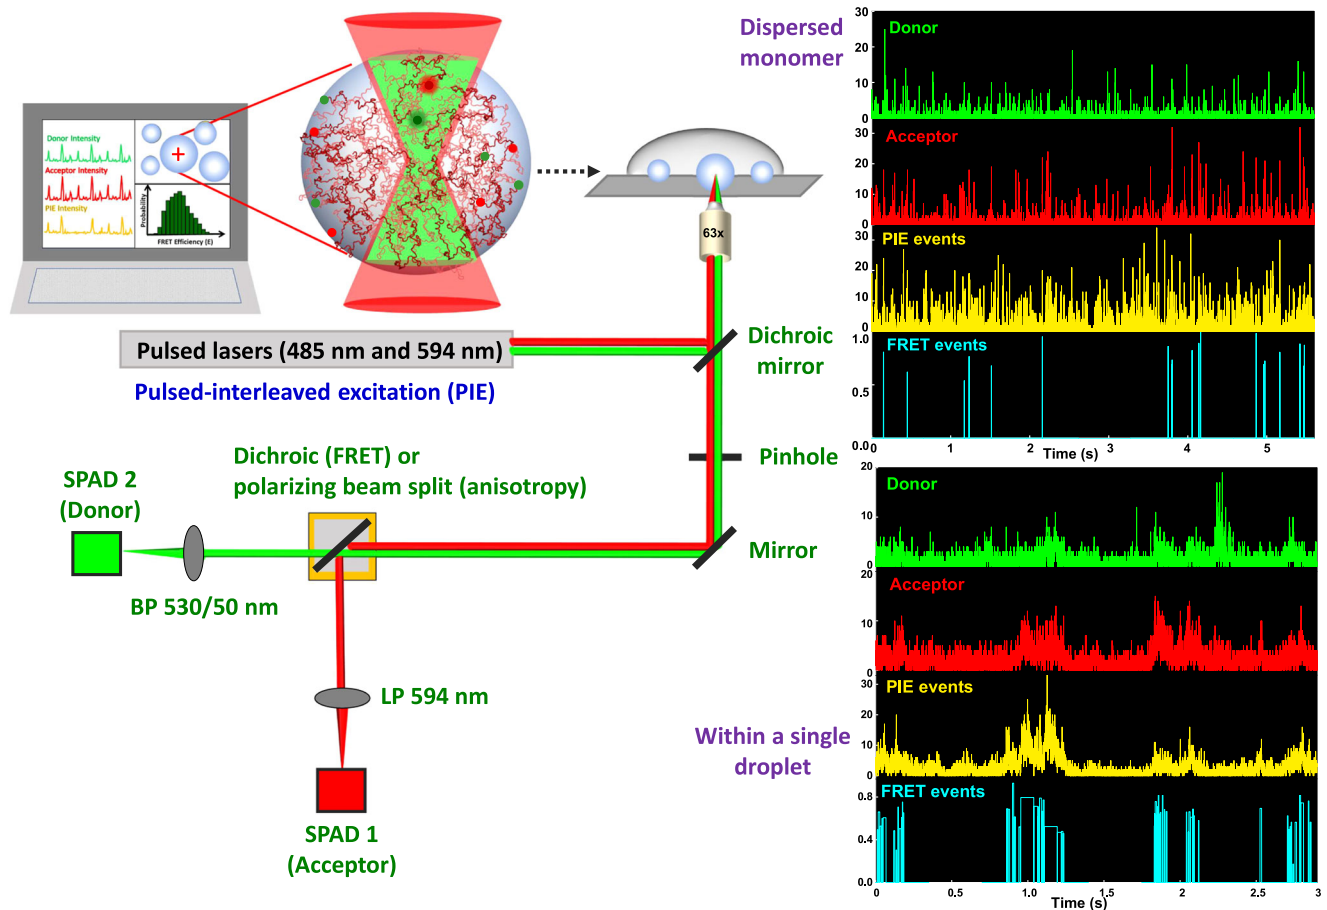 Donor Intensity
Acceptor Intensity
PIE Intensity
+
Probability
FRET Efficiency (E)
63x
Pulsed lasers (485 nm and 594 nm)
Pulsed-interleaved excitation (PIE)
Dichroic
mirror
Pinhole
Mirror
Dichroic (FRET) or
polarizing beam split (anisotropy)
SPAD 2
(Donor)
BP 530/50 nm
LP 594 nm
SPAD 1
(Acceptor)
Dispersed
monomer
30
Donor
20
10
0
30
Acceptor
20
10
0
30
PIE events
20
10
0
FRET events
1.0
0.5
0.0
0
1
2
3
4
5
Time (s)
Within a single
droplet
20
Donor
10
0
20
Acceptor
10
0
30
PIE events
20
10
0
FRET events
0.8
0.4
0.0
0
0.5
1.0
1.5
2
2.5
3
Time (s)